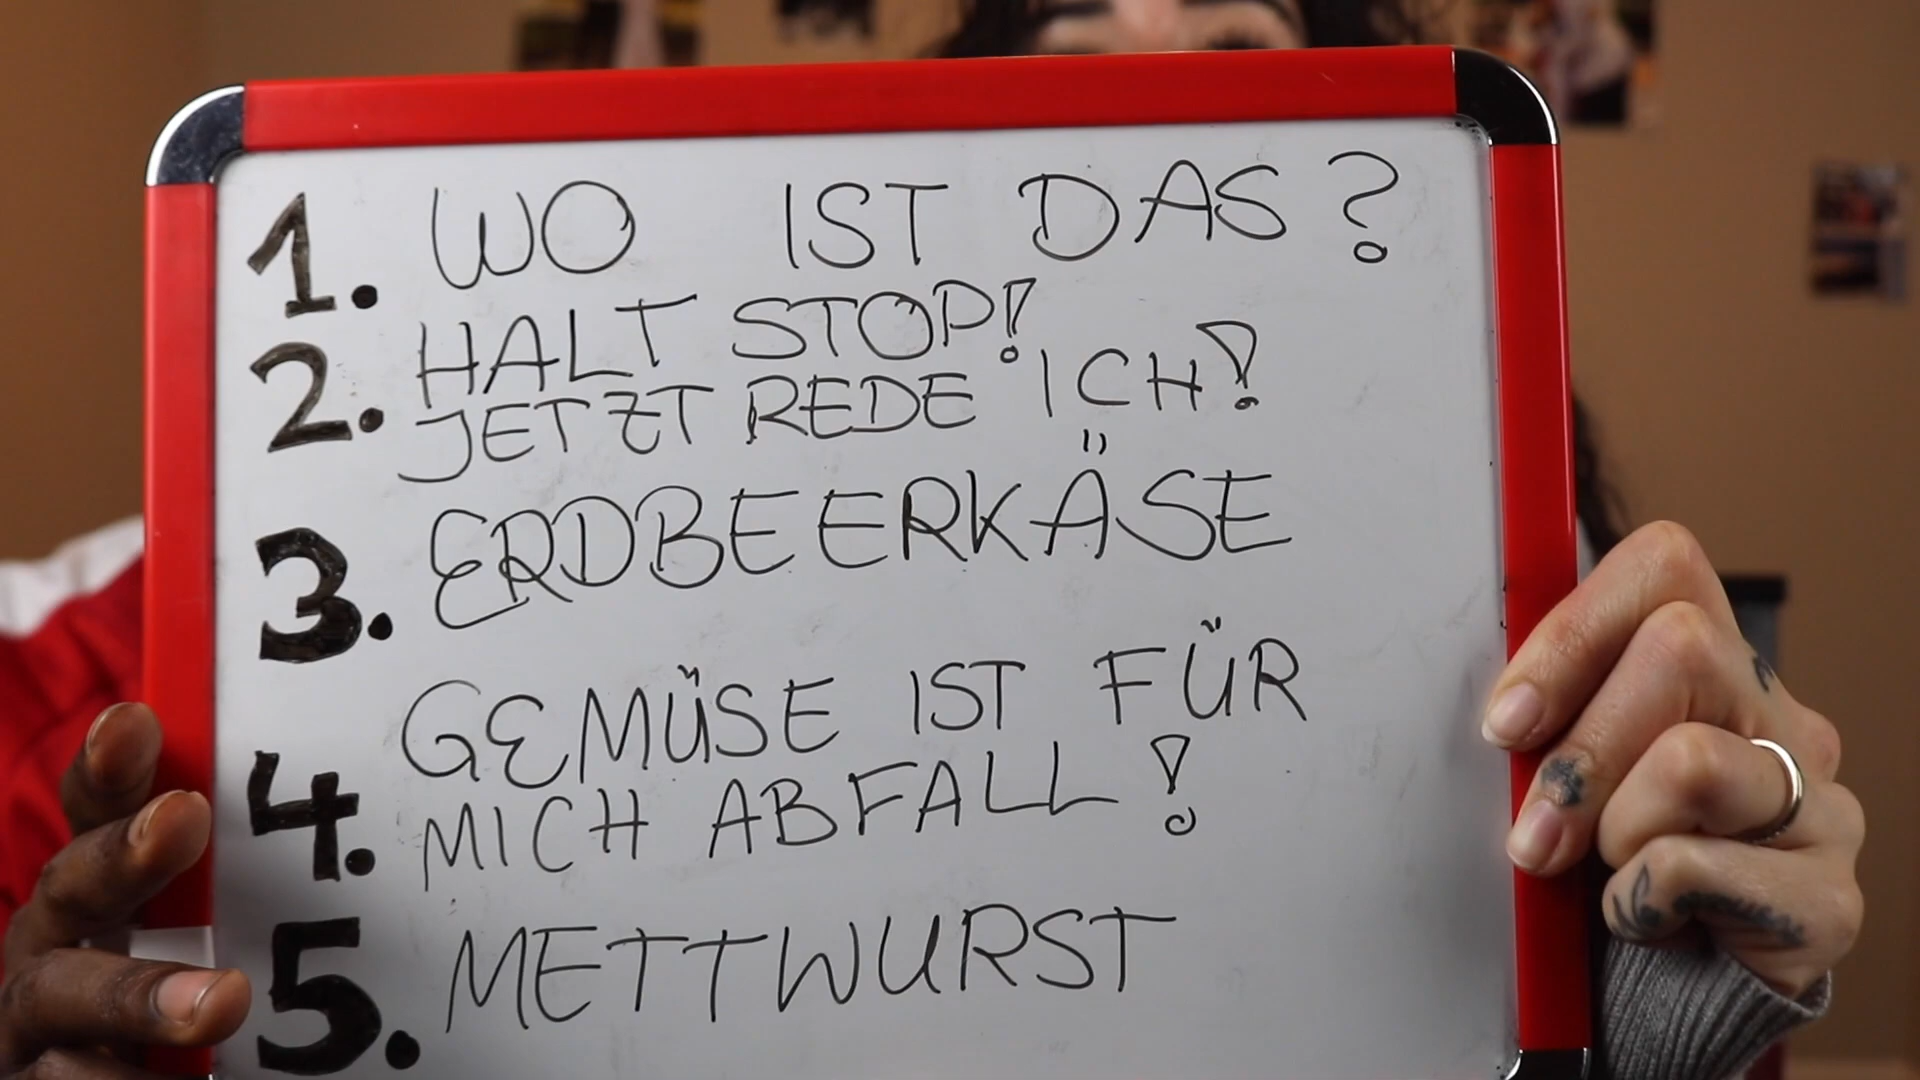 1. WO IST DAS?
2. HALT STOP!
JETZT REDE ICH!
3. ERDBEERKÄSE
4. GEMÜSE IST FÜR
MICH ABFALL!
5. METTWURST